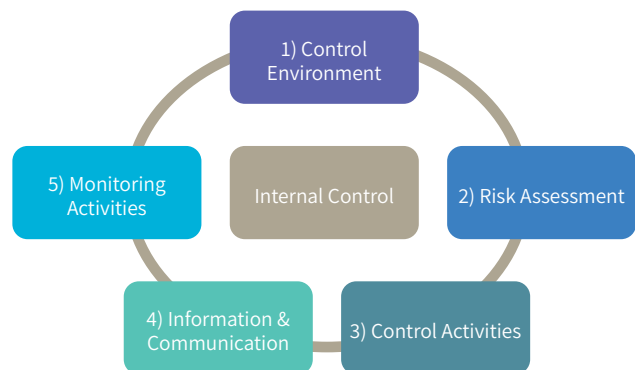 1) Control
Environment
5) Monitoring
Activities
Internal Control
2) Risk Assessment
4) Information &
Communication
3) Control Activities